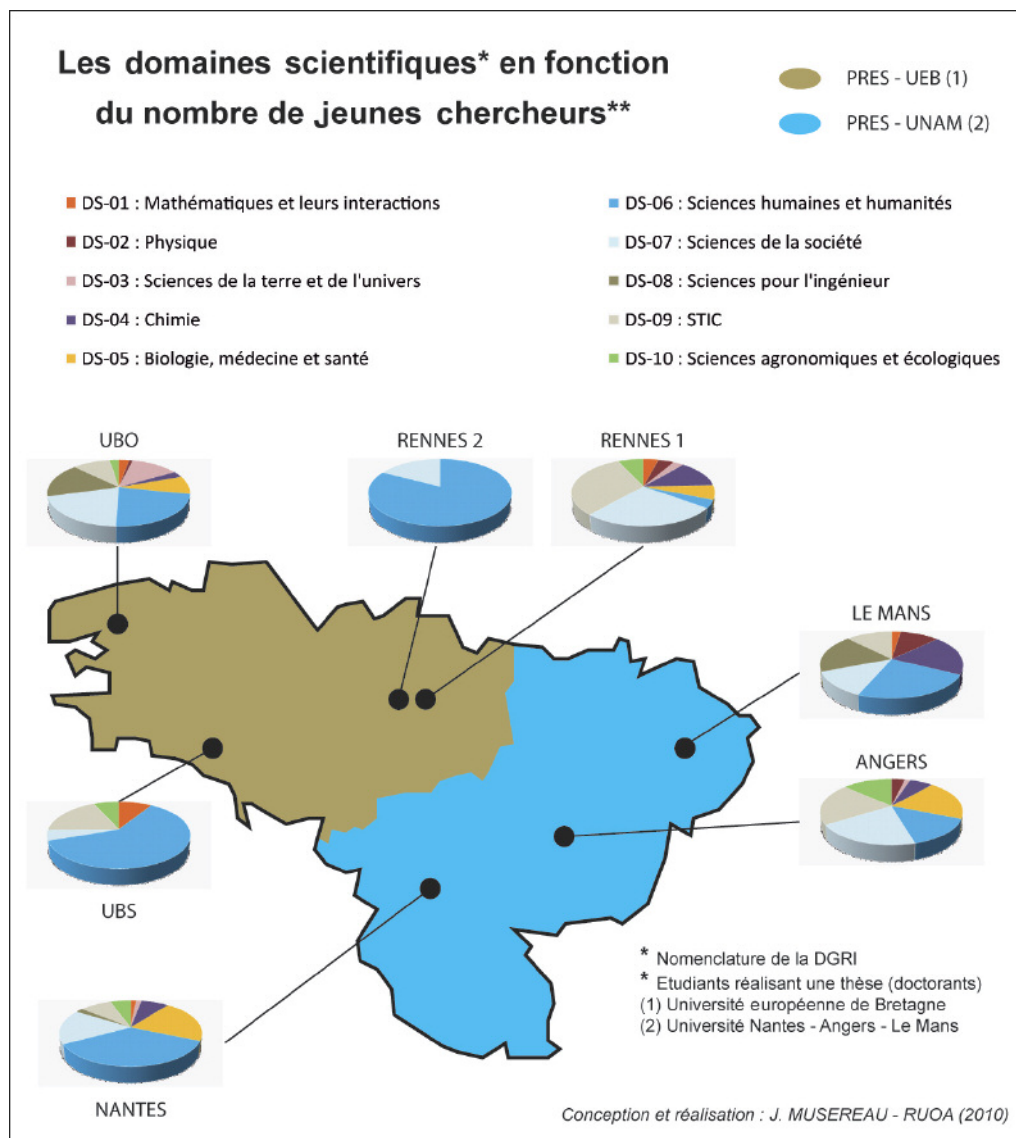 Les domaines scientifiques* en fonction
du nombre de jeunes chercheurs**
PRES - UEB (1)
PRES - UNAM (2)
DS-01 : Mathématiques et leurs interactions
DS-02 : Physique
DS-03 : Sciences de la terre et de l'univers
DS-04 : Chimie
DS-05 : Biologie, médecine et santé
DS-06 : Sciences humaines et humanités
DS-07 : Sciences de la société
DS-08 : Sciences pour l'ingénieur
DS-09 : STIC
DS-10 : Sciences agronomiques et écologiques
UBO
RENNES 2
RENNES 1
LE MANS
ANGERS
UBS
NANTES
* Nomenclature de la DGRI
* Etudiants réalisant une thèse (doctorants)
(1) Université européenne de Bretagne
(2) Université Nantes - Angers - Le Mans
Conception et réalisation : J. MUSEREAU - RUOA (2010)